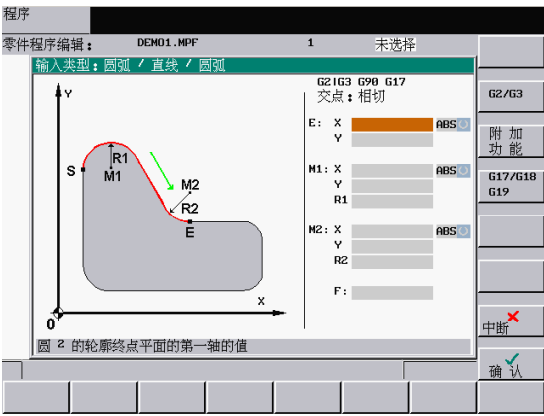 程序
零件程序编辑： DEMO1.MPF 1 未选择
输入类型：圆弧 / 直线 / 圆弧
G2/G3 G90 G17
交点：相切
Y
R1
S
M1
M2
R2
E
X
0
E: X ABS
Y
M1: X ABS
Y
R1
M2: X ABS
Y
R2
F:
圆 2 的轮廓终点平面的第一轴的值
G2/G3
附 加
功 能
G17/G18
G19
中断
确 认